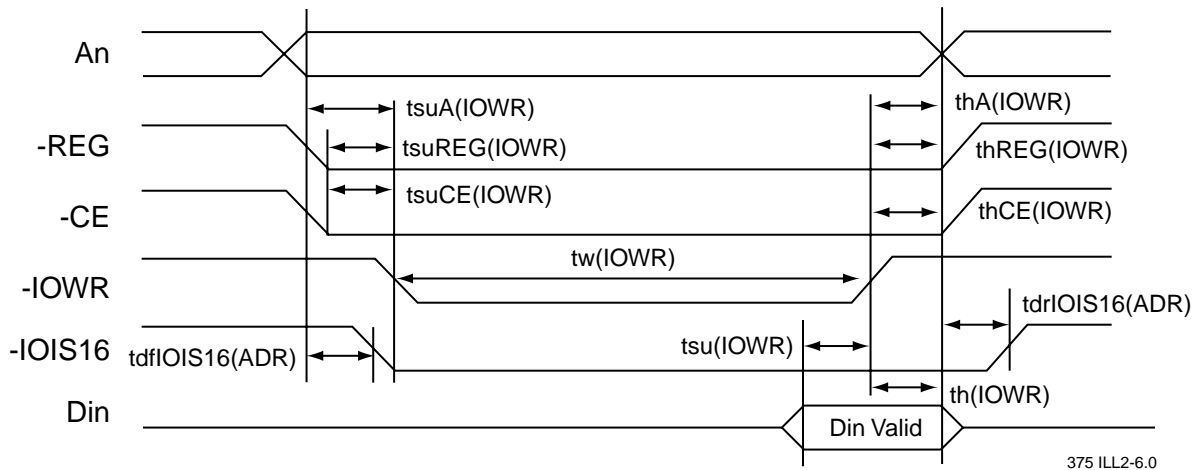 An
tsuA(IOWR)
thA(IOWR)
-REG
tsuREG(IOWR)
thREG(IOWR)
tsuCE(IOWR)
-CE
thCE(IOWR)
tw(IOWR)
-IOWR
tdrIOIS16(ADR)
-IOIS16
tdfIOIS16(ADR)
tsu(IOWR)
th(IOWR)
Din
Din Valid
375 ILL2-6.0